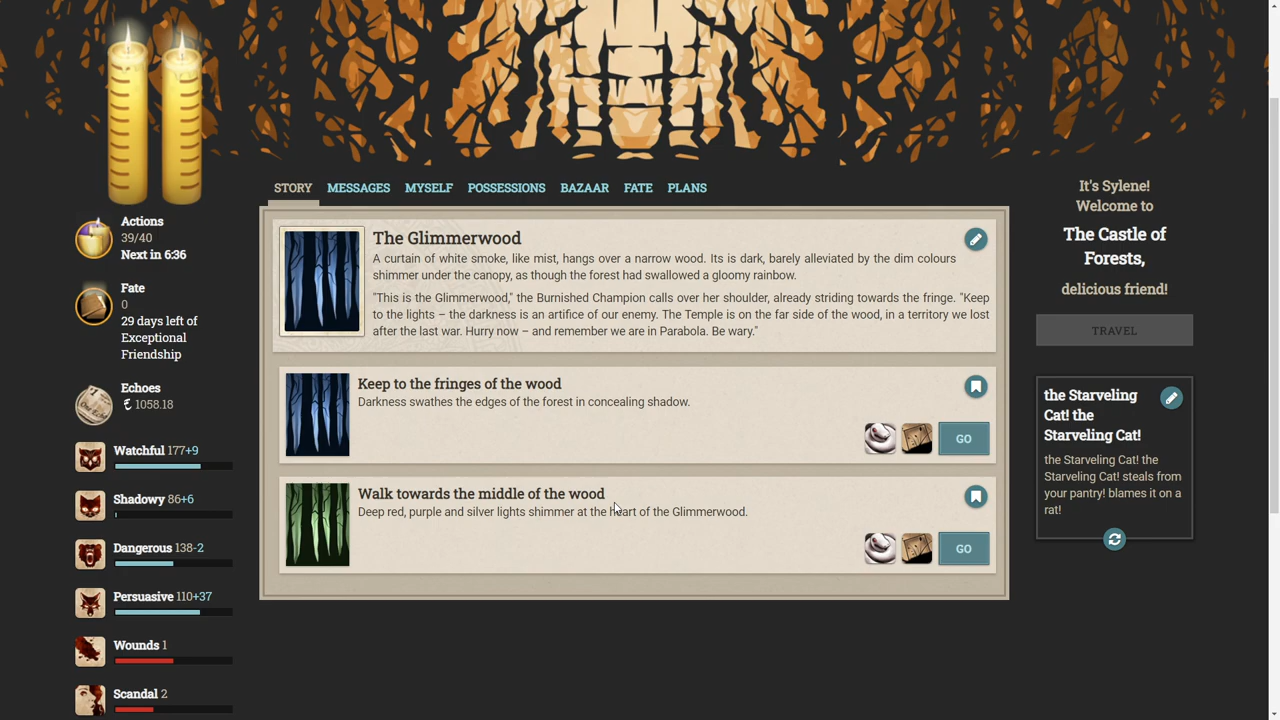 STORY MESSAGES MYSELF POSSESSIONS BAZAAR FATE PLANS
Actions
39/40
Next in 6:36
Fate
0
29 days left of
Exceptional
Friendship
Echoes
1058.18
Watchful 177+9
Shadowy 86+6
Dangerous 138-2
Persuasive 110+37
Wounds 1
Scandal 2
The Glimmerwood
A curtain of white smoke, like mist, hangs over a narrow wood. Its is dark, barely alleviated by the dim colours
shimmer under the canopy, as though the forest had swallowed a gloomy rainbow.
"This is the Glimmerwood," the Burnished Champion calls over her shoulder, already striding towards the fringe. "Keep
to the lights – the darkness is an artifice of our enemy. The Temple is on the far side of the wood, in a territory we lost
after the last war. Hurry now – and remember we are in Parabola. Be wary."
Keep to the fringes of the wood
Darkness swathes the edges of the forest in concealing shadow.
GO
Walk towards the middle of the wood
Deep red, purple and silver lights shimmer at the heart of the Glimmerwood.
GO
It's Sylene!
Welcome to
The Castle of
Forests,
delicious friend!
TRAVEL
the Starveling
Cat! the
Starveling Cat!
the Starveling Cat! the
Starveling Cat! steals from
your pantry! blames it on a
rat!